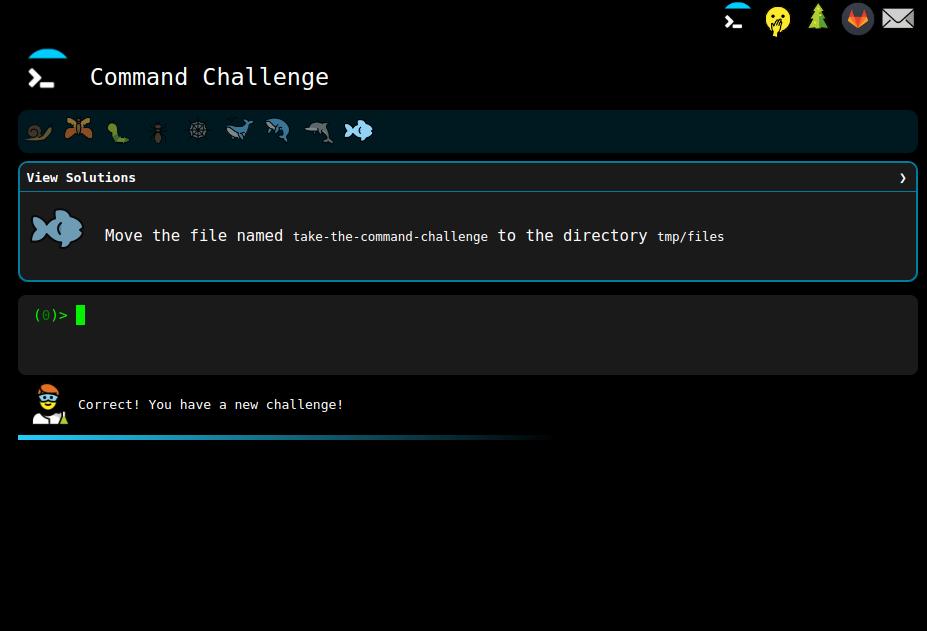 Command Challenge
View Solutions ❯
Move the file named take-the-command-challenge to the directory tmp/files
(0)>
Correct! You have a new challenge!